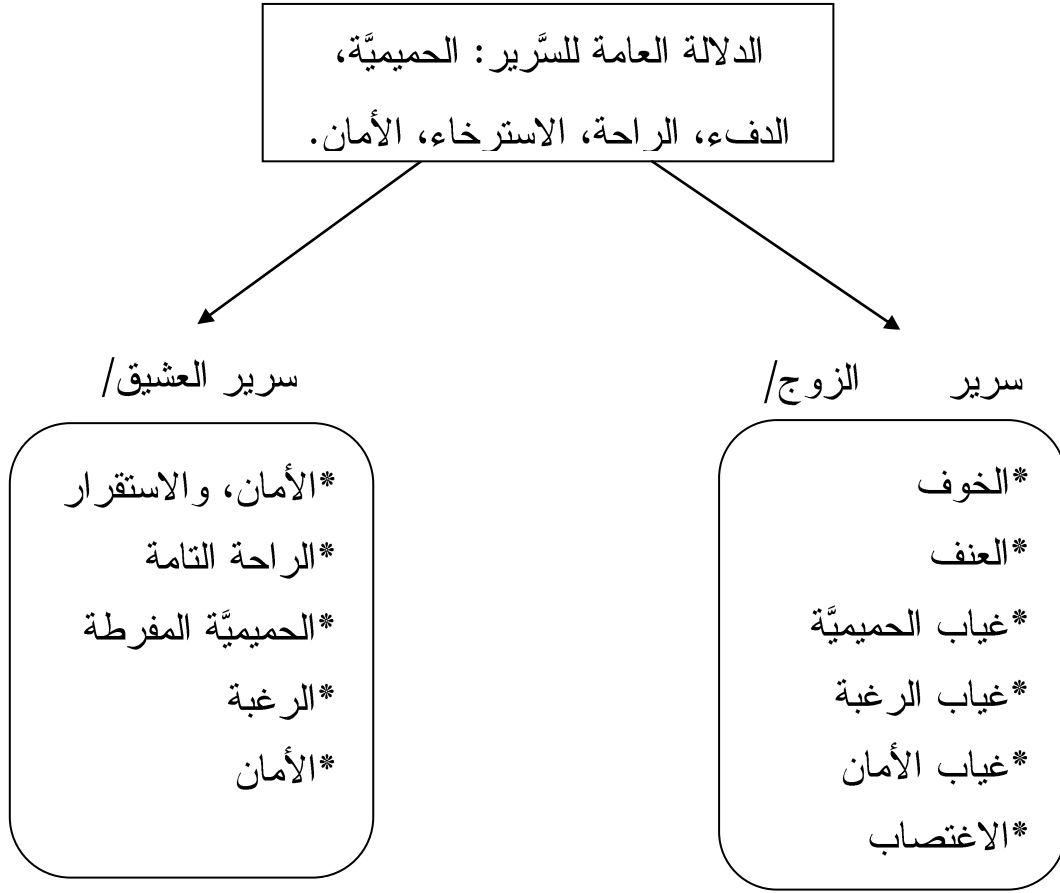 الدلالة العامة للسَّرير: الحميميَّة،
الدفء، الراحة، الاسترخاء، الأمان.
سرير الزوج/
*الخوف
*العنف
*غياب الحميميَّة
*غياب الرغبة
*غياب الأمان
*الاغتصاب
سرير العشيق/
*الأمان، والاستقرار
*الراحة التامة
*الحميميَّة المفرطة
*الرغبة
*الأمان